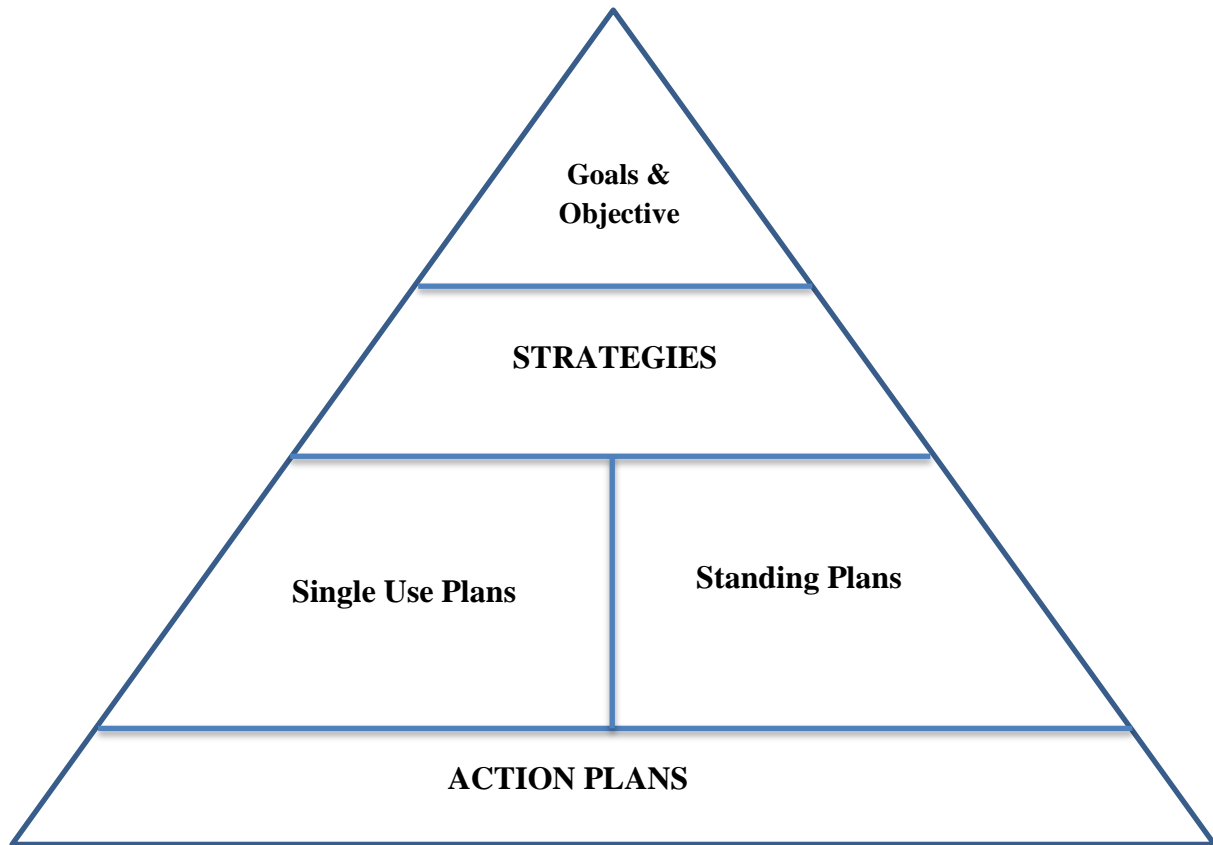 Goals &
Objective
STRATEGIES
Single Use Plans
Standing Plans
ACTION PLANS